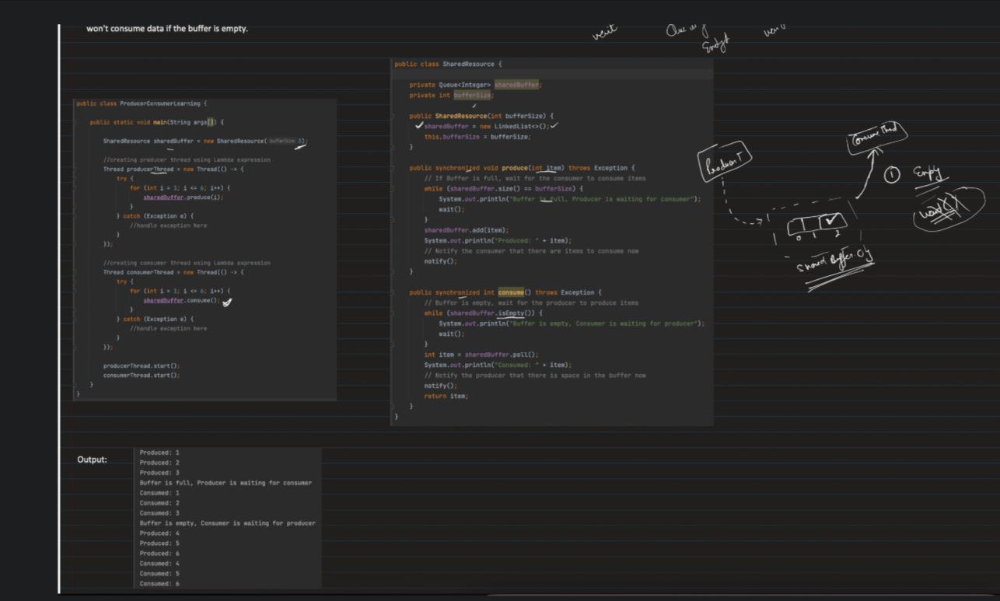 won't consume data if the buffer is empty.
wait
Empty
public class ProducerConsumerLearning {
public static void main(String args[]) {
SharedResource sharedBuffer = new SharedResource( bufferSize 3);
//creating producer thread using Lambda expression
Thread producerThread = new Thread(() -> {
try {
for (int i = 1; i <= 6; i++) {
sharedBuffer.produce(i);
}
} catch (Exception e) {
//handle exception here
}
});
//creating consumer thread using Lambda expression
Thread consumerThread = new Thread(() -> {
try {
for (int i = 1; i <= 6; i++) {
sharedBuffer.consume();
}
} catch (Exception e) {
//handle exception here
}
});
producerThread.start();
consumerThread.start();
}
}
public class SharedResource {
private Queue<Integer> sharedBuffer;
private int bufferSize;
public SharedResource(int bufferSize) {
sharedBuffer = new LinkedList<>();
this.bufferSize = bufferSize;
}
public synchronized void produce(int item) throws Exception {
// If Buffer is full, wait for the consumer to consume items
while (sharedBuffer.size() == bufferSize) {
System.out.println("Buffer is full, Producer is waiting for consumer");
wait();
}
sharedBuffer.add(item);
System.out.println("Produced: " + item);
// Notify the consumer that there are items to consume now
notify();
}
public synchronized int consume() throws Exception {
// Buffer is empty, wait for the producer to produce items
while (sharedBuffer.isEmpty()) {
System.out.println("Buffer is empty, Consumer is waiting for producer");
wait();
}
int item = sharedBuffer.poll();
System.out.println("Consumed: " + item);
// Notify the producer that there is space in the buffer now
notify();
return item;
}
}
1 Empty
wait()
0 1 2
Output:
Produced: 1
Produced: 2
Produced: 3
Buffer is full, Producer is waiting for consumer
Consumed: 1
Consumed: 2
Consumed: 3
Buffer is empty, Consumer is waiting for producer
Produced: 4
Produced: 5
Produced: 6
Consumed: 4
Consumed: 5
Consumed: 6